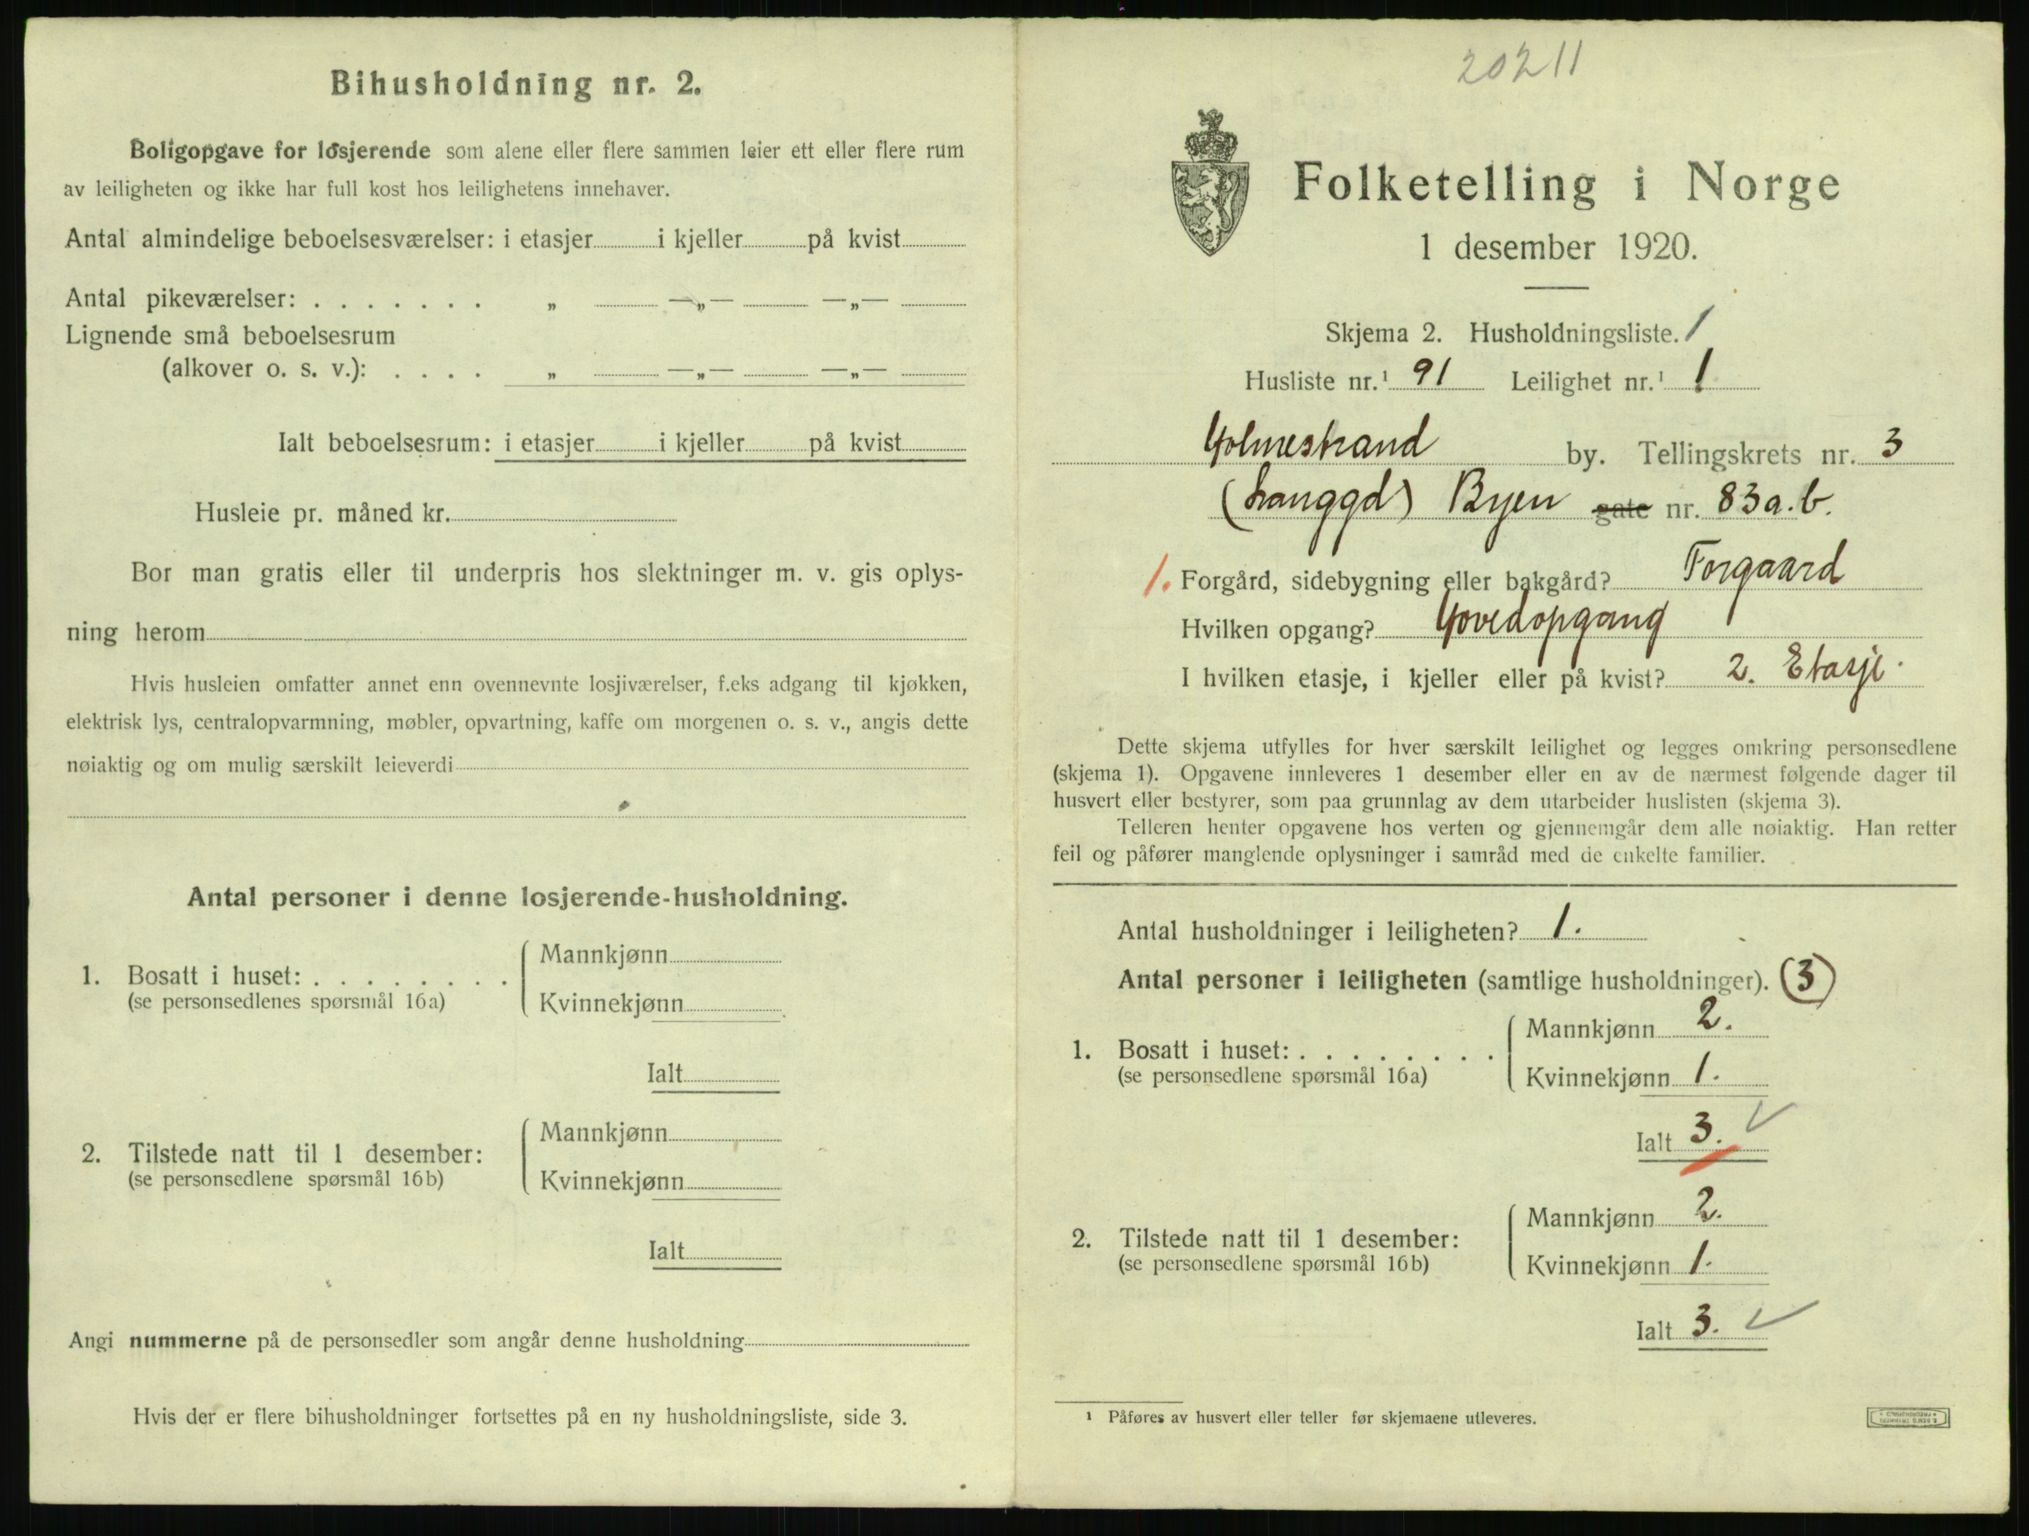 Bihusholdning nr. 2.
Boligopgave for losjerende som alene eller flere sammen leier ett eller flere rum
av leiligheten og ikke har full kost hos leilighetens innehaver.
Antal almindelige beboelsesværelser: i etasjer i kjeller på kvist
Antal pikeværelser: . . . . . . . „ —„— —„—
Lignende små beboelsesrum
(alkover o. s. v.): . . . . „ —„— —„—
Ialt beboelsesrum: i etasjer i kjeller på kvist
Husleie pr. måned kr.
Bor man gratis eller til underpris hos slektninger m. v. gis oplys-
ning herom
Hvis husleien omfatter annet enn ovennevnte losjiværelser, f.eks adgang til kjøkken,
elektrisk lys, centralopvarmning, møbler, opvartning, kaffe om morgenen o. s. v., angis dette
nøiaktig og om mulig særskilt leieverdi
Antal personer i denne losjerende-husholdning.
1. Bosatt i huset: . . . . . . . .
(se personsedlenes spørsmål 16a)
Mannkjønn
Kvinnekjønn
Ialt
2. Tilstede natt til 1 desember:
(se personsedlene spørsmål 16b)
Mannkjønn
Kvinnekjønn
Ialt
Angi nummerne på de personsedler som angår denne husholdning
Hvis der er flere bihusholdninger fortsettes på en ny husholdningsliste, side 3.
20211
Folketelling i Norge
1 desember 1920.
Skjema 2. Husholdningsliste. 1
Husliste nr.¹ 91 Leilighet nr.¹ 1
Holmestrand by. Tellingskrets nr. 3
(Langgd) Byen gate nr. 83a.b.
1. Forgård, sidebygning eller bakgård? Forgaard
Hvilken opgang? Hovedopgang
I hvilken etasje, i kjeller eller på kvist? 2. Etasje.
Dette skjema utfylles for hver særskilt leilighet og legges omkring personsedlene
(skjema 1). Opgavene innleveres 1 desember eller en av de nærmest følgende dager til
husvert eller bestyrer, som paa grunnlag av dem utarbeider huslisten (skjema 3).
Telleren henter opgavene hos verten og gjennemgår dem alle nøiaktig. Han retter
feil og påfører manglende oplysninger i samråd med de enkelte familier.
Antal husholdninger i leiligheten? 1.
Antal personer i leiligheten (samtlige husholdninger). (3)
1. Bosatt i huset: . . . . . . . .
(se personsedlene spørsmål 16a)
Mannkjønn 2.
Kvinnekjønn 1.
Ialt 3. ✓
2. Tilstede natt til 1 desember:
(se personsedlene spørsmål 16b)
Mannkjønn 2.
Kvinnekjønn 1.
Ialt 3. ✓
¹ Påføres av husvert eller teller før skjemaene utleveres.